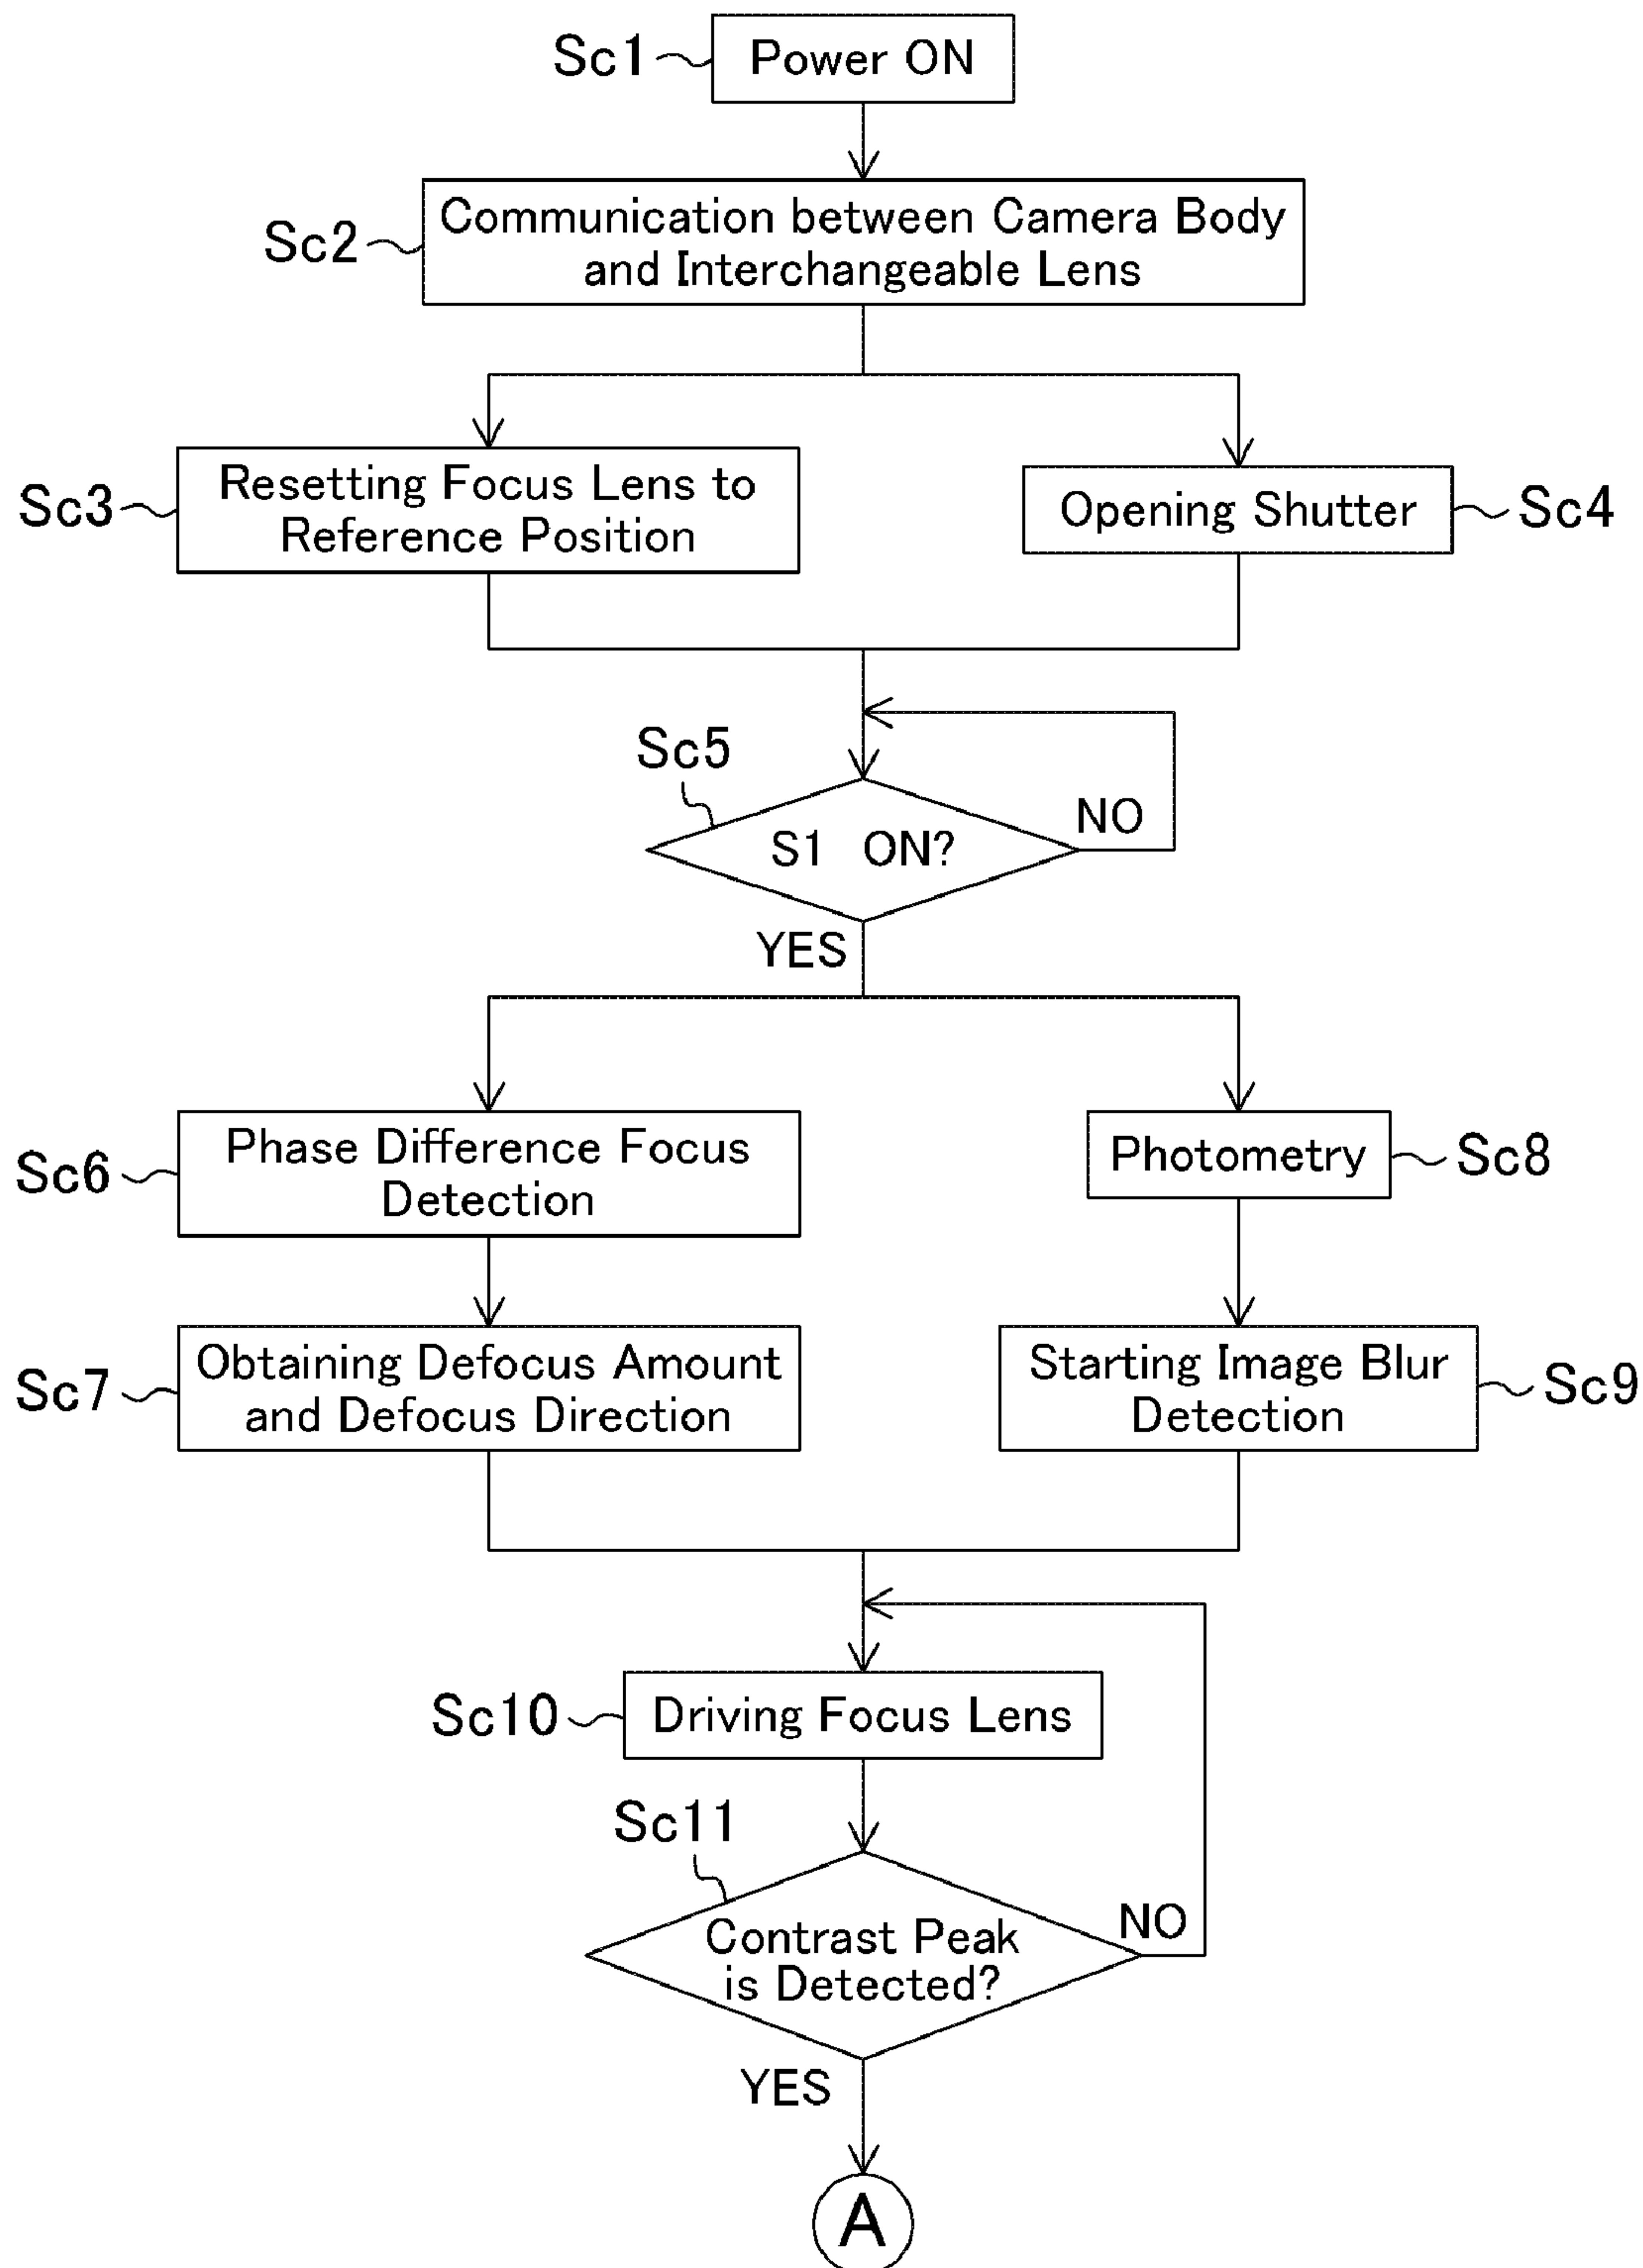 Sc1
Power ON
Sc2
Communication between Camera Body
and Interchangeable Lens
Sc3
Resetting Focus Lens to
Reference Position
Opening Shutter
Sc4
Sc5
S1 ON?
NO
YES
Sc6
Phase Difference Focus
Detection
Photometry
Sc8
Sc7
Obtaining Defocus Amount
and Defocus Direction
Starting Image Blur
Detection
Sc9
Sc10
Driving Focus Lens
Sc11
Contrast Peak
is Detected?
NO
YES
A